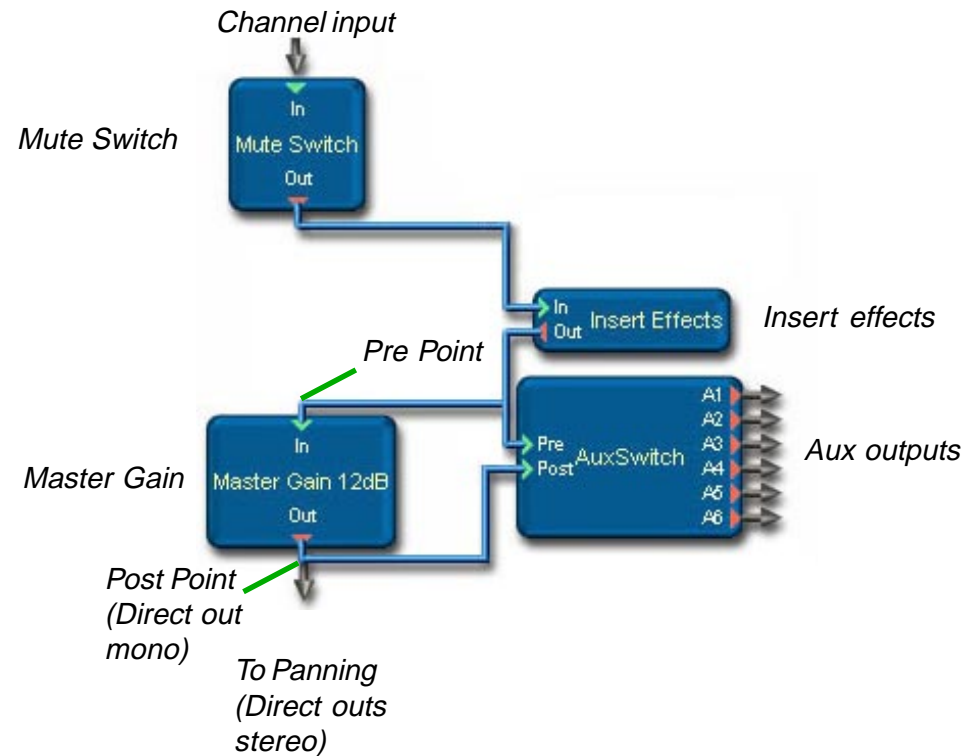 Channel input
In
Mute Switch
Mute Switch
Out
In
Out
Insert Effects
Insert effects
Pre Point
A1
A2
A3
A4
A5
A6
Pre
Post
AuxSwitch
Aux outputs
In
Master Gain
Master Gain 12dB
Out
Post Point
(Direct out
mono)
To Panning
(Direct outs
stereo)